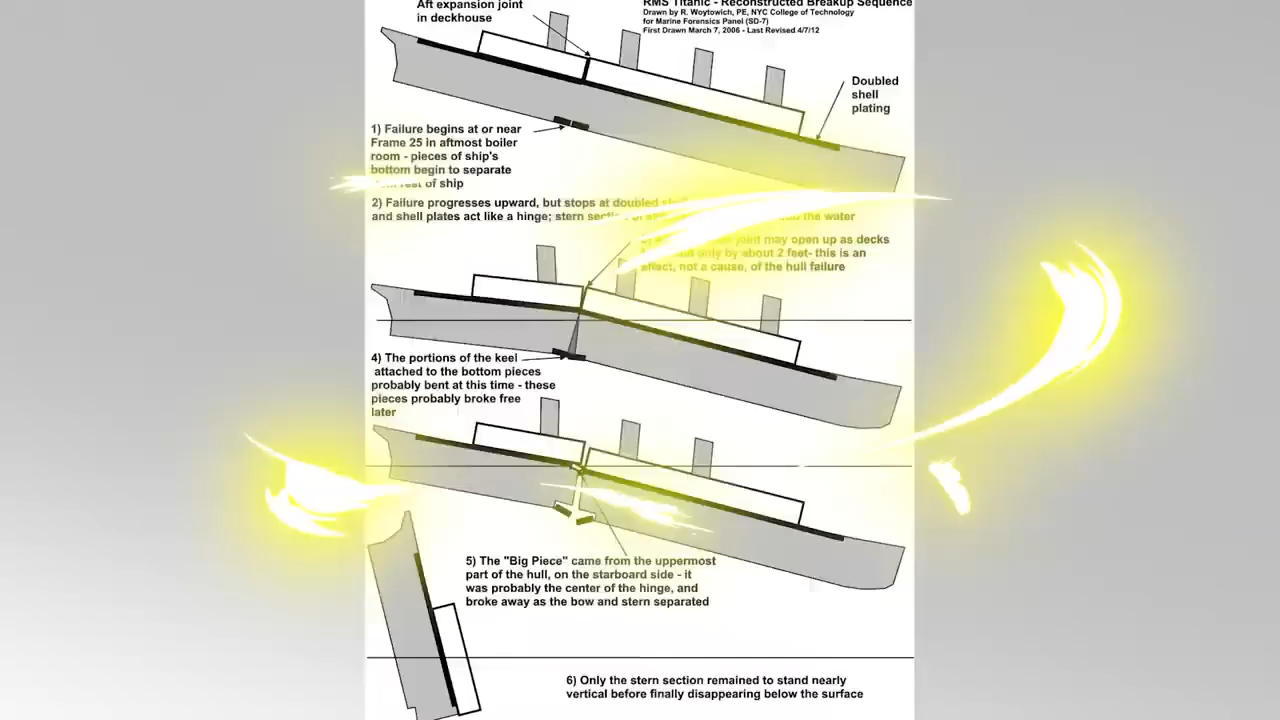 Aft expansion joint
in deckhouse
RMS Titanic - Reconstructed Breakup Sequence
Drawn by R. Woytowich, PE, NYC College of Technology
for Marine Forensics Panel (SD-7)
First Drawn March 7, 2006 - Last Revised 4/7/12
Doubled
shell
plating
1) Failure begins at or near
Frame 25 in aftmost boiler
room - pieces of ship's
bottom begin to separate
of ship
2) Failure progresses upward, but stops at doubled
and shell plates act like a hinge; stern the water
joint may open up as decks
only by about 2 feet- this is an
effect, not a cause, of the hull failure
4) The portions of the keel
attached to the bottom pieces
probably bent at this time - these
pieces probably broke free
later
5) The "Big Piece" came from the uppermost
part of the hull, on the starboard side - it
was probably the center of the hinge, and
broke away as the bow and stern separated
6) Only the stern section remained to stand nearly
vertical before finally disappearing below the surface